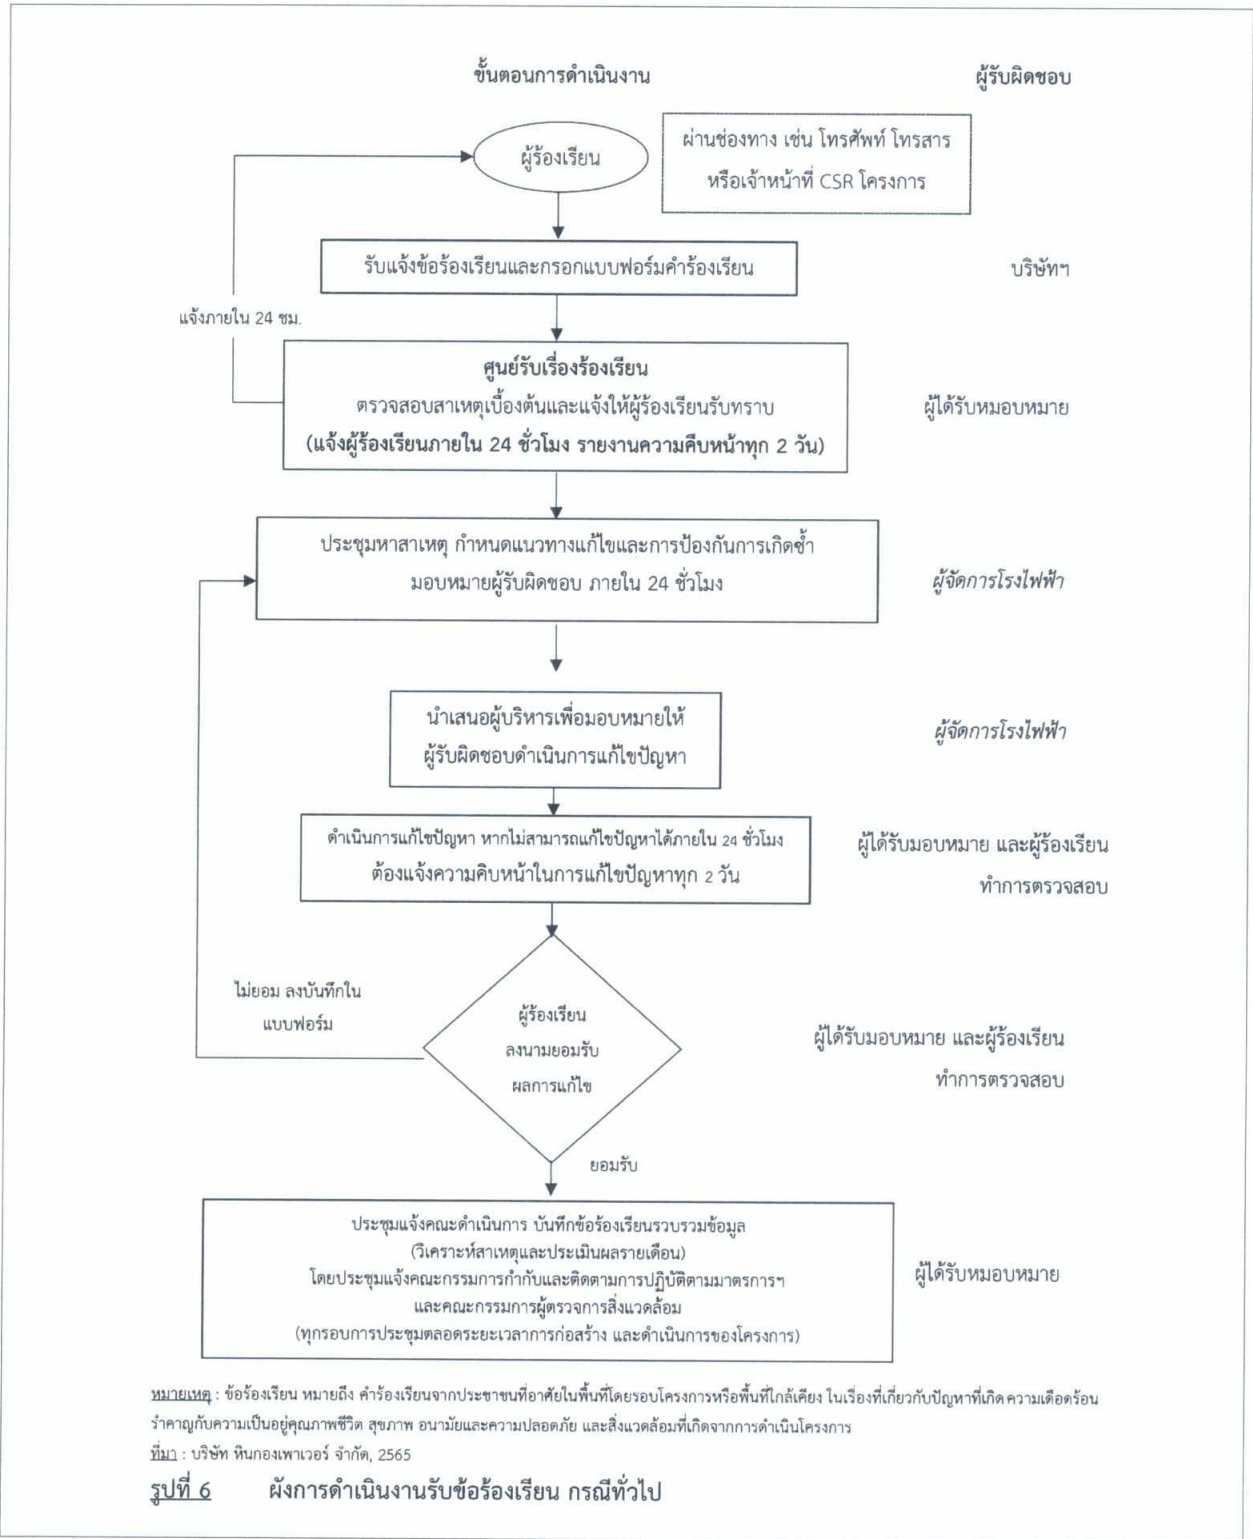 ขั้นตอนการดำเนินงาน
ผู้รับผิดชอบ
ผู้ร้องเรียน
ผ่านช่องทาง เช่น โทรศัพท์ โทรสาร
หรือเจ้าหน้าที่ CSR โครงการ
รับแจ้งข้อร้องเรียนและกรอกแบบฟอร์มคำร้องเรียน
บริษัทฯ
แจ้งภายใน 24 ชม.
ศูนย์รับเรื่องร้องเรียน
ตรวจสอบสาเหตุเบื้องต้นและแจ้งให้ผู้ร้องเรียนรับทราบ
(แจ้งผู้ร้องเรียนภายใน 24 ชั่วโมง รายงานความคืบหน้าทุก 2 วัน)
ผู้ได้รับหมอบหมาย
ประชุมหาสาเหตุ กำหนดแนวทางแก้ไขและการป้องกันการเกิดซ้ำ
มอบหมายผู้รับผิดชอบ ภายใน 24 ชั่วโมง
ผู้จัดการโรงไฟฟ้า
นำเสนอผู้บริหารเพื่อมอบหมายให้
ผู้รับผิดชอบดำเนินการแก้ไขปัญหา
ผู้จัดการโรงไฟฟ้า
ดำเนินการแก้ไขปัญหา หากไม่สามารถแก้ไขปัญหาได้ภายใน 24 ชั่วโมง
ต้องแจ้งความคืบหน้าในการแก้ไขปัญหาทุก 2 วัน
ผู้ได้รับมอบหมาย และผู้ร้องเรียน
ทำการตรวจสอบ
ไม่ยอม ลงบันทึกใน
แบบฟอร์ม
ผู้ร้องเรียน
ลงนามยอมรับ
ผลการแก้ไข
ผู้ได้รับมอบหมาย และผู้ร้องเรียน
ทำการตรวจสอบ
ยอมรับ
ประชุมแจ้งคณะดำเนินการ บันทึกข้อร้องเรียนรวบรวมข้อมูล
(วิเคราะห์สาเหตุและประเมินผลรายเดือน)
โดยประชุมแจ้งคณะกรรมการกำกับและติดตามการปฏิบัติตามมาตรการฯ
และคณะกรรมการผู้ตรวจการสิ่งแวดล้อม
(ทุกรอบการประชุมตลอดระยะเวลาการก่อสร้าง และดำเนินการของโครงการ)
ผู้ได้รับหมอบหมาย
หมายเหตุ : ข้อร้องเรียน หมายถึง คำร้องเรียนจากประชาชนที่อาศัยในพื้นที่โดยรอบโครงการหรือพื้นที่ใกล้เคียง ในเรื่องที่เกี่ยวกับปัญหาที่เกิด ความเดือดร้อน
รำคาญกับความเป็นอยู่คุณภาพชีวิต สุขภาพ อนามัยและความปลอดภัย และสิ่งแวดล้อมที่เกิดจากการดำเนินโครงการ
ที่มา : บริษัท หินกองเพาเวอร์ จำกัด, 2565
รูปที่ 6 ผังการดำเนินงานรับข้อร้องเรียน กรณีทั่วไป